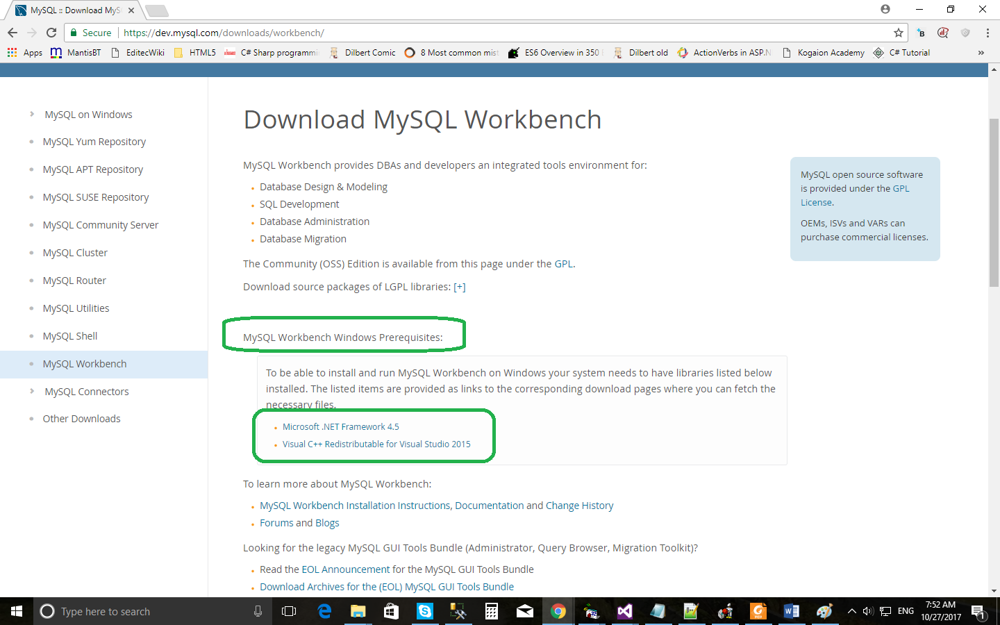 MySQL :: Download MyS
Secure
https://dev.mysql.com/downloads/workbench/
Apps
MantisBT
EditecWiki
HTML5
C# Sharp programmin
Dilbert Comic
8 Most common mist
ES6 Overview in 350
Dilbert old
ActionVerbs in ASP.N
Kogaion Academy
C# Tutorial
»
MySQL on Windows
MySQL Yum Repository
MySQL APT Repository
MySQL SUSE Repository
MySQL Community Server
MySQL Cluster
MySQL Router
MySQL Utilities
MySQL Shell
MySQL Workbench
MySQL Connectors
Other Downloads
Download MySQL Workbench
MySQL Workbench provides DBAs and developers an integrated tools environment for:
Database Design & Modeling
SQL Development
Database Administration
Database Migration
The Community (OSS) Edition is available from this page under the GPL.
Download source packages of LGPL libraries: [+]
MySQL Workbench Windows Prerequisites:
To be able to install and run MySQL Workbench on Windows your system needs to have libraries listed below
installed. The listed items are provided as links to the corresponding download pages where you can fetch the
necessary files.
Microsoft .NET Framework 4.5
Visual C++ Redistributable for Visual Studio 2015
To learn more about MySQL Workbench:
MySQL Workbench Installation Instructions, Documentation and Change History
Forums and Blogs
Looking for the legacy MySQL GUI Tools Bundle (Administrator, Query Browser, Migration Toolkit)?
Read the EOL Announcement for the MySQL GUI Tools Bundle
Download Archives for the (EOL) MySQL GUI Tools Bundle
MySQL open source software
is provided under the GPL
License.
OEMs, ISVs and VARs can
purchase commercial licenses.
Type here to search
ENG
7:52 AM
10/27/2017
1